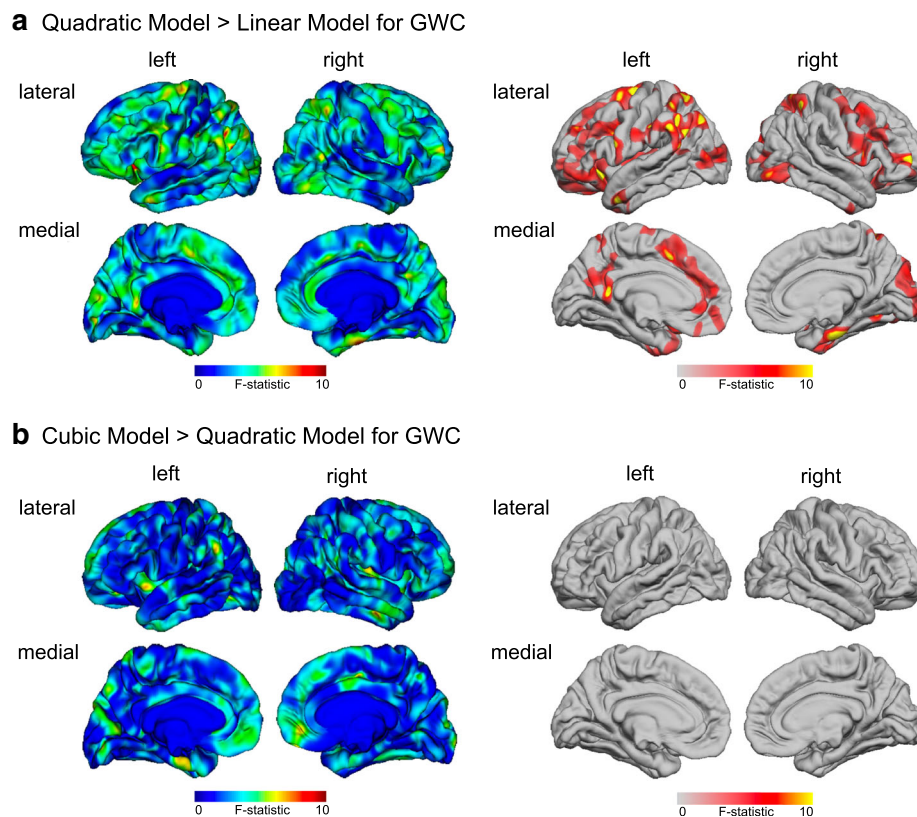 a Quadratic Model > Linear Model for GWC
left right left right
lateral lateral
medial medial
0 F-statistic 10 0 F-statistic 10
b Cubic Model > Quadratic Model for GWC
left right left right
lateral lateral
medial medial
0 F-statistic 10 0 F-statistic 10